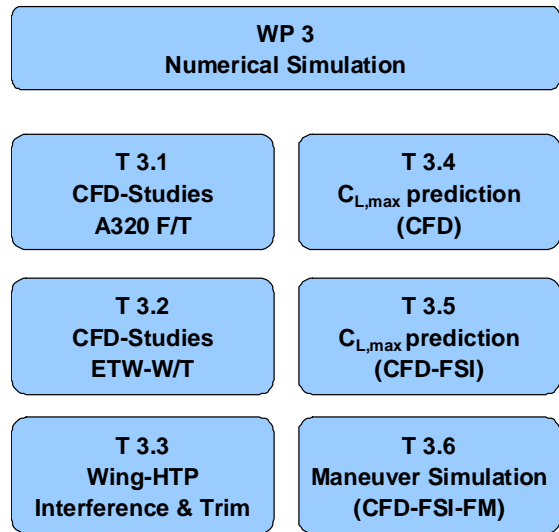 WP 3
Numerical Simulation
T 3.1
CFD-Studies
A320 F/T
T 3.4
CL,max prediction
(CFD)
T 3.2
CFD-Studies
ETW-W/T
T 3.5
CL,max prediction
(CFD-FSI)
T 3.3
Wing-HTP
Interference & Trim
T 3.6
Maneuver Simulation
(CFD-FSI-FM)